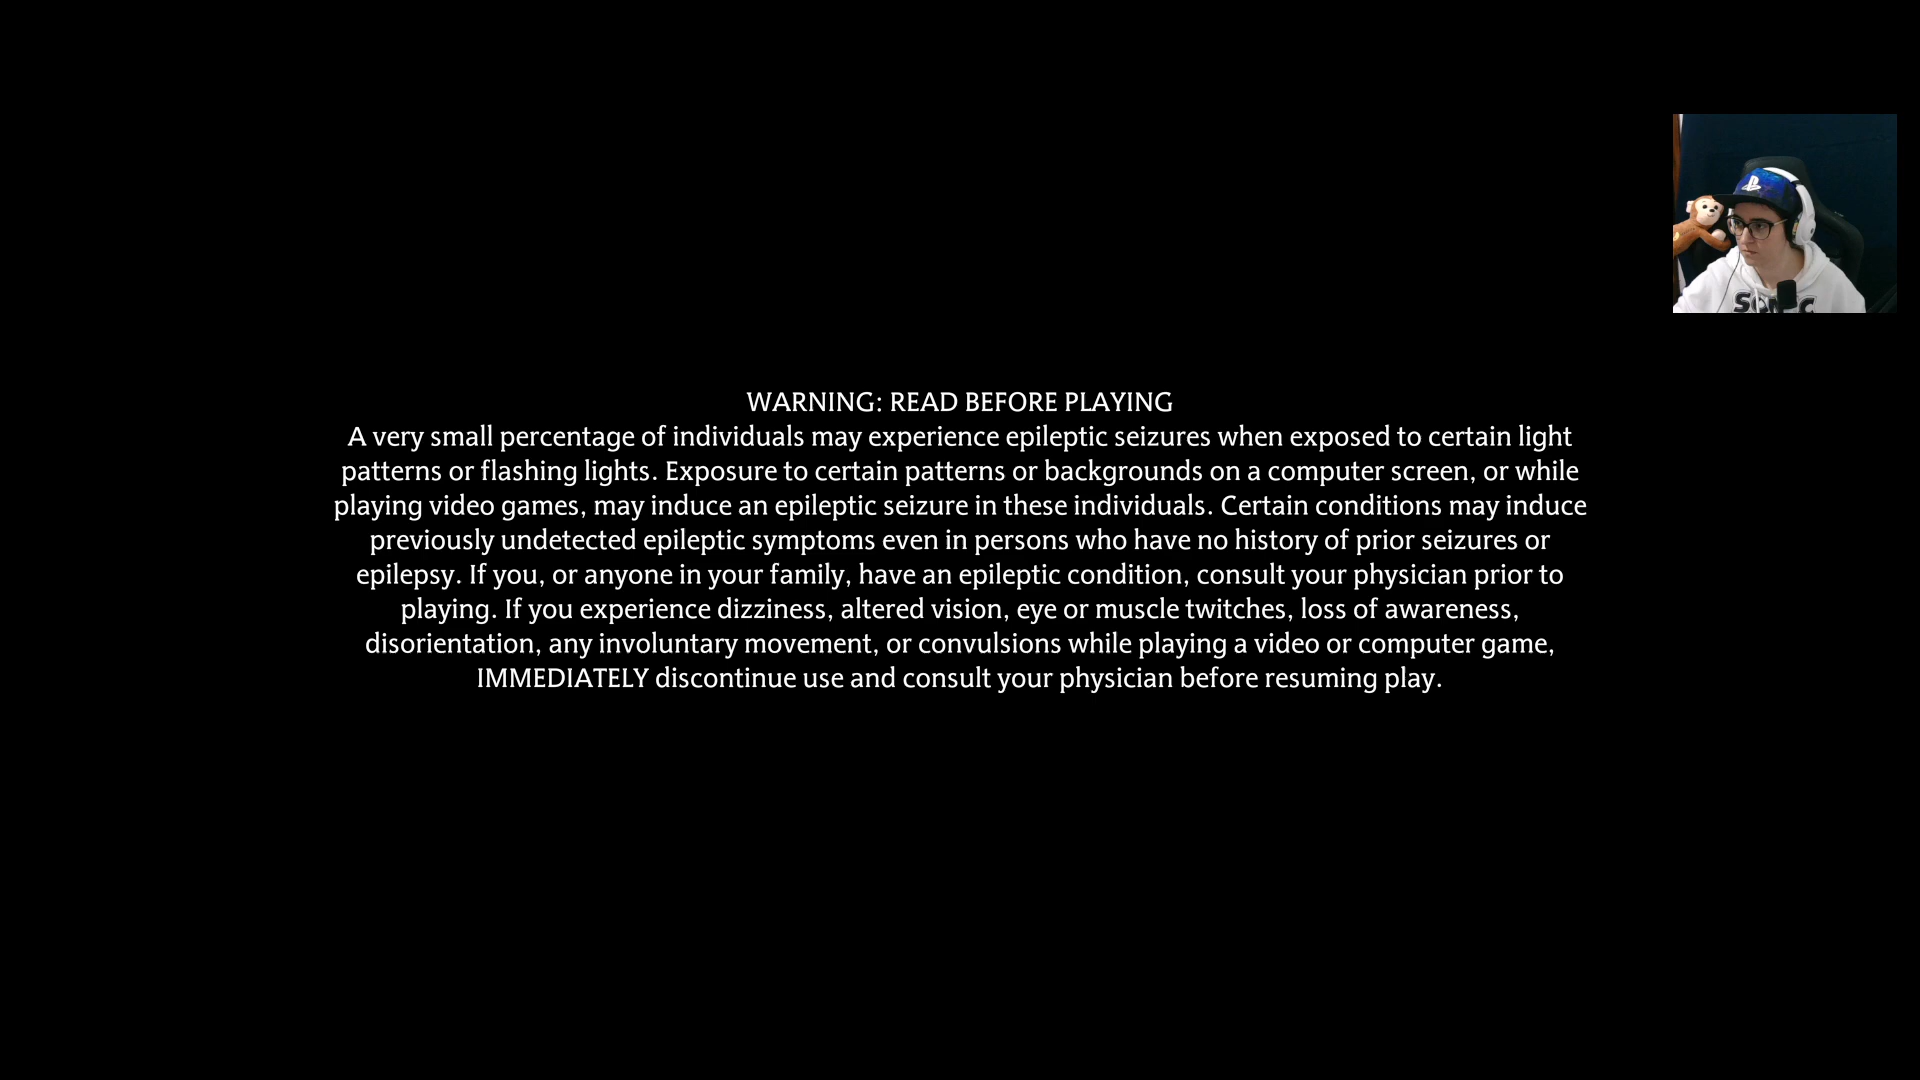 WARNING: READ BEFORE PLAYING
A very small percentage of individuals may experience epileptic seizures when exposed to certain light
patterns or flashing lights. Exposure to certain patterns or backgrounds on a computer screen, or while
playing video games, may induce an epileptic seizure in these individuals. Certain conditions may induce
previously undetected epileptic symptoms even in persons who have no history of prior seizures or
epilepsy. If you, or anyone in your family, have an epileptic condition, consult your physician prior to
playing. If you experience dizziness, altered vision, eye or muscle twitches, loss of awareness,
disorientation, any involuntary movement, or convulsions while playing a video or computer game,
IMMEDIATELY discontinue use and consult your physician before resuming play.
SONIC